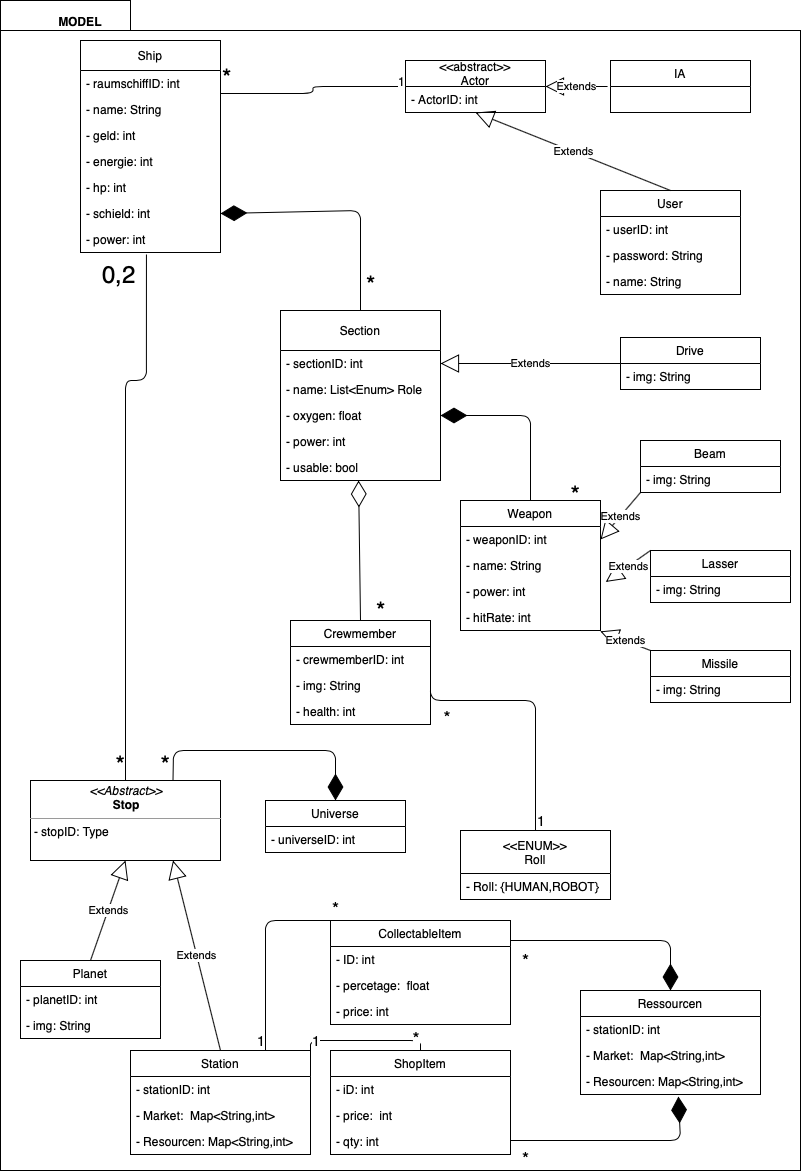 MODEL
Ship
- raumschiffID: int
- name: String
- geld: int
- energie: int
- hp: int
- schield: int
- power: int
*
1
<<abstract>>
Actor
- ActorID: int
Extends
IA
Extends
User
- userID: int
- password: String
- name: String
0,2
*
Section
- sectionID: int
- name: List<Enum> Role
- oxygen: float
- power: int
- usable: bool
Extends
Drive
- img: String
*
Weapon
- weaponID: int
- name: String
- power: int
- hitRate: int
Beam
- img: String
Extends
Extends
Lasser
- img: String
Extends
Missile
- img: String
*
Crewmember
- crewmemberID: int
- img: String
- health: int
*
1
<<ENUM>>
Roll
- Roll: {HUMAN,ROBOT}
*
*
<<Abstract>>
Stop
- stopID: Type
Universe
- universeID: int
Extends
Extends
Planet
- planetID: int
- img: String
*
CollectableItem
- ID: int
- percetage:  float
- price: int
*
Ressourcen
- stationID: int
- Market:  Map<String,int>
- Resourcen: Map<String,int>
1
1
*
Station
- stationID: int
- Market:  Map<String,int>
- Resourcen: Map<String,int>
ShopItem
- iD: int
- price:  int
- qty: int
*